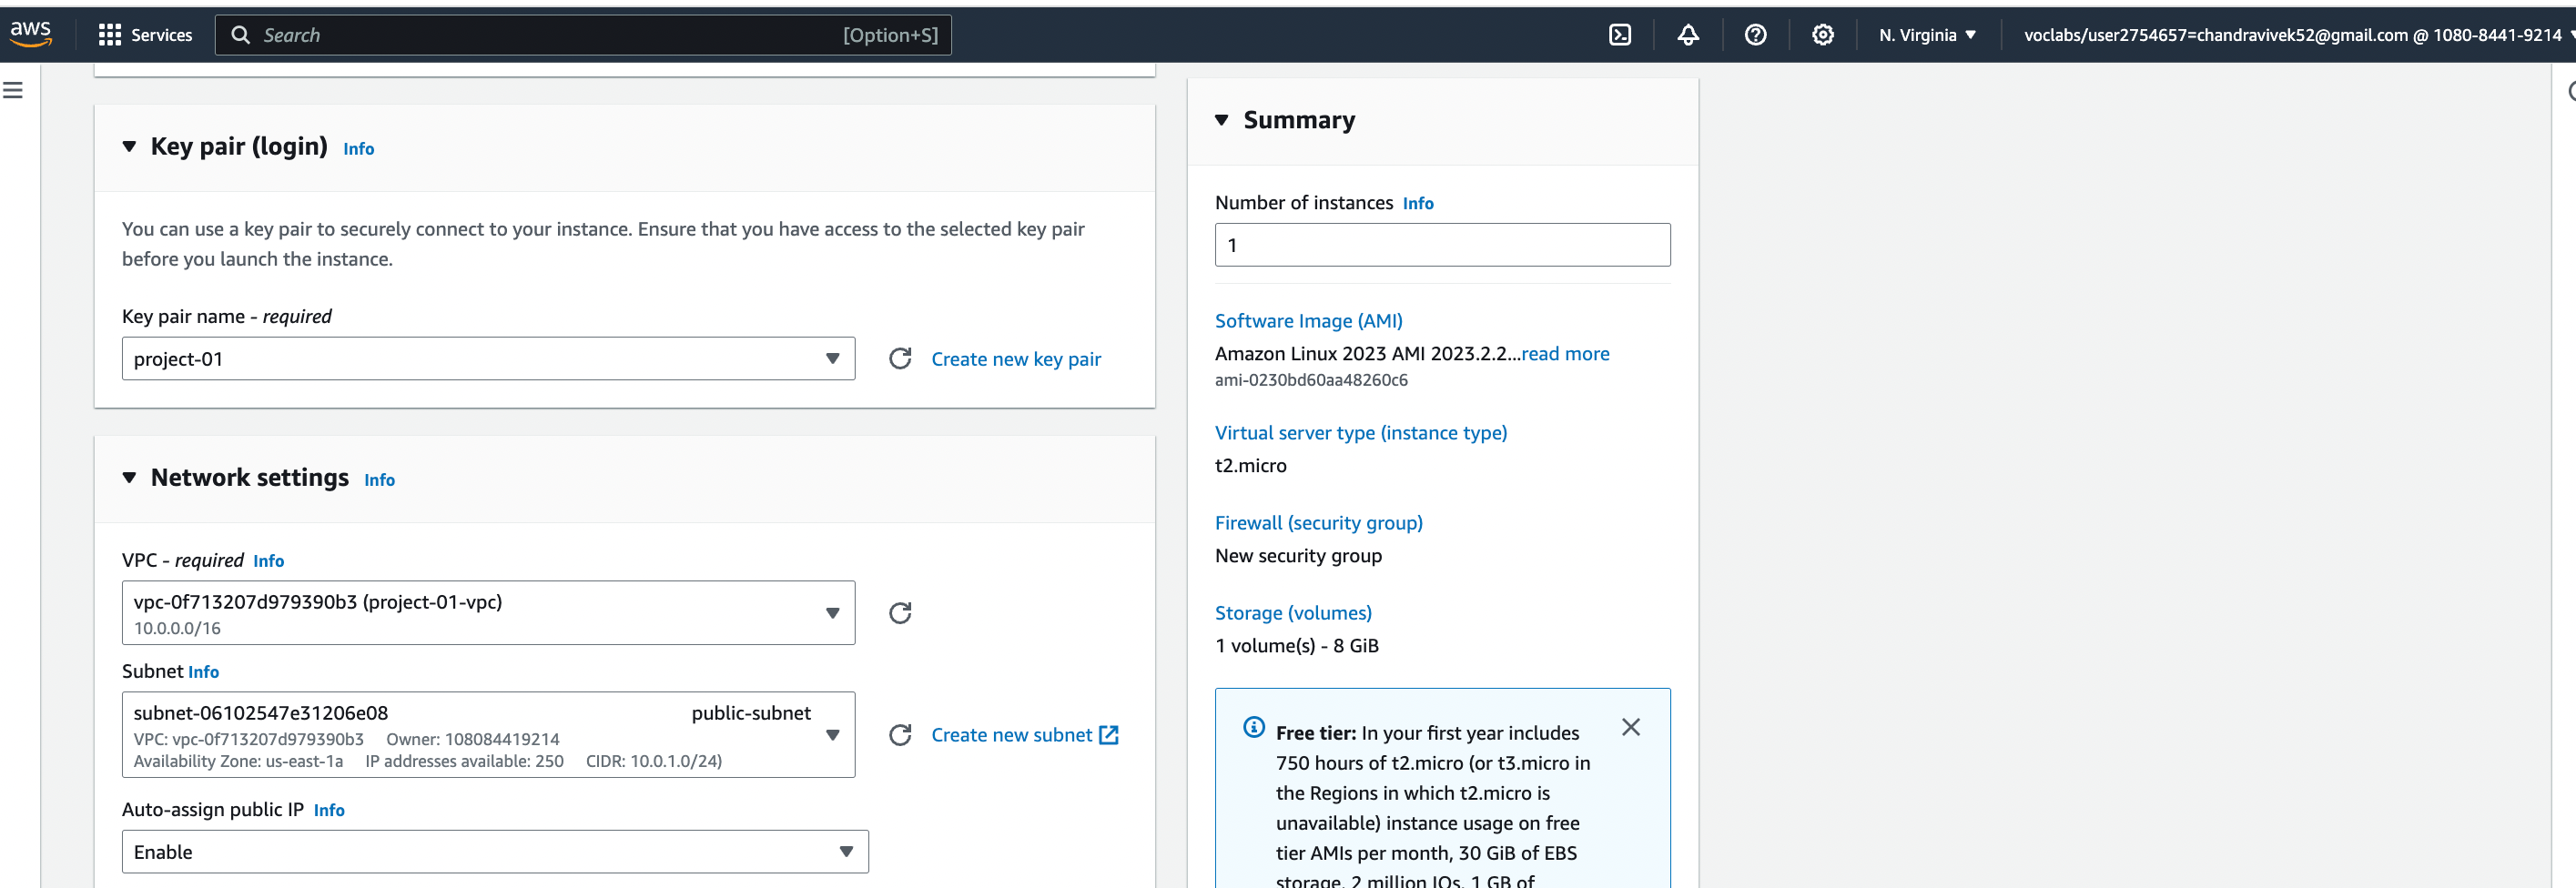 aws
Services
Search
[Option+S]
N. Virginia
voclabs/user2754657=chandravivek52@gmail.com @ 1080-8441-9214
Key pair (login) Info
You can use a key pair to securely connect to your instance. Ensure that you have access to the selected key pair
before you launch the instance.
Key pair name - required
project-01
Create new key pair
Network settings Info
VPC - required Info
vpc-0f713207d979390b3 (project-01-vpc)
10.0.0.0/16
Subnet Info
subnet-06102547e31206e08 public-subnet
VPC: vpc-0f713207d979390b3 Owner: 108084419214
Availability Zone: us-east-1a IP addresses available: 250 CIDR: 10.0.1.0/24)
Create new subnet
Auto-assign public IP Info
Enable
Summary
Number of instances Info
1
Software Image (AMI)
Amazon Linux 2023 AMI 2023.2.2...read more
ami-0230bd60aa48260c6
Virtual server type (instance type)
t2.micro
Firewall (security group)
New security group
Storage (volumes)
1 volume(s) - 8 GiB
Free tier: In your first year includes
750 hours of t2.micro (or t3.micro in
the Regions in which t2.micro is
unavailable) instance usage on free
tier AMIs per month, 30 GiB of EBS
storage, 2 million IOs, 1 GB of